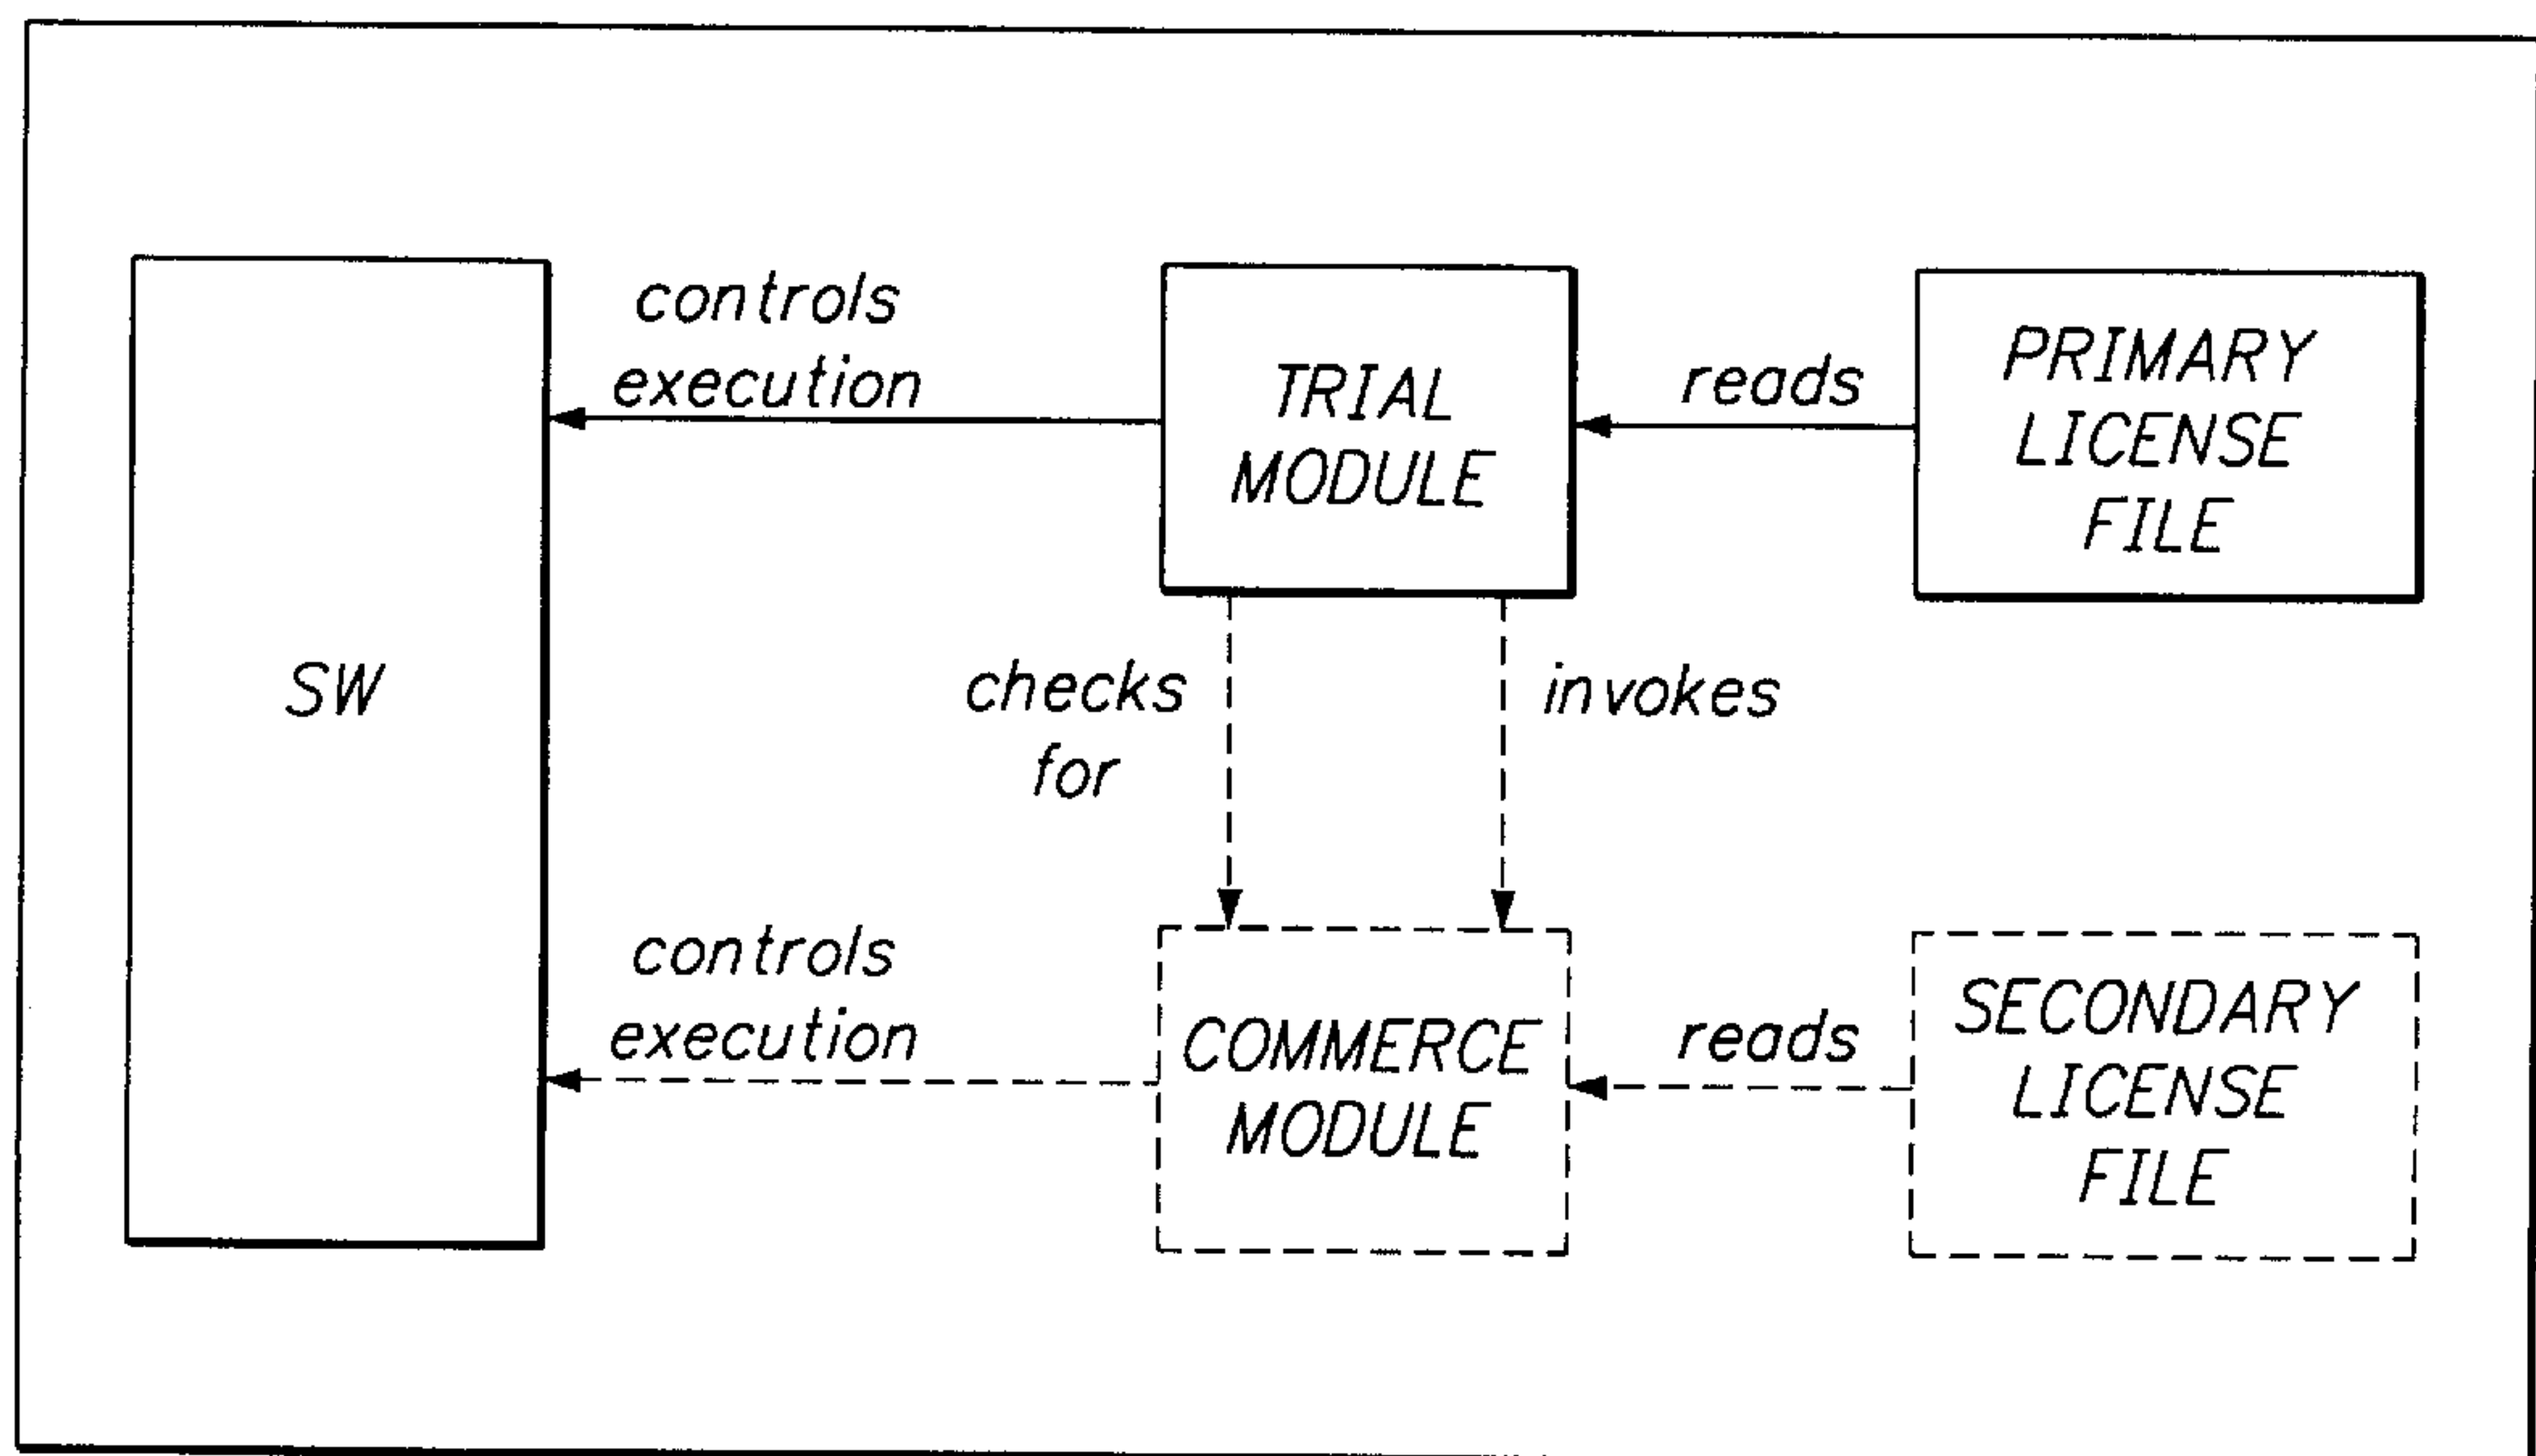 controls
execution
TRIAL
MODULE
reads
PRIMARY
LICENSE
FILE
SW
checks
for
invokes
controls
execution
COMMERCE
MODULE
reads
SECONDARY
LICENSE
FILE